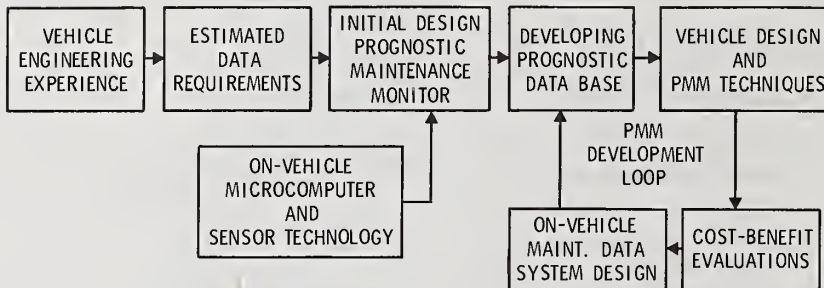 VEHICLE
ENGINEERING
EXPERIENCE
ESTIMATED
DATA
REQUIREMENTS
INITIAL DESIGN
PROGNOSTIC
MAINTENANCE
MONITOR
DEVELOPING
PROGNOSTIC
DATA BASE
VEHICLE DESIGN
AND
PMM TECHNIQUES
ON-VEHICLE
MICROCOMPUTER
AND
SENSOR TECHNOLOGY
PMM
DEVELOPMENT
LOOP
ON-VEHICLE
MAINT. DATA
SYSTEM DESIGN
COST-BENEFIT
EVALUATIONS